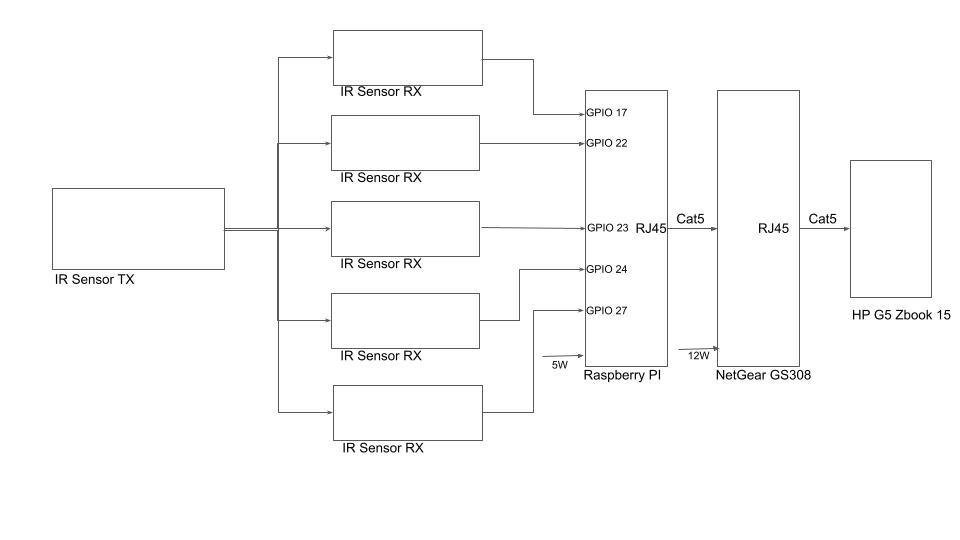 IR Sensor RX
GPIO 17
GPIO 22
IR Sensor RX
IR Sensor TX
IR Sensor RX
GPIO 23
RJ45
Cat5
RJ45
Cat5
GPIO 24
IR Sensor RX
GPIO 27
5W
Raspberry PI
12W
NetGear GS308
HP G5 Zbook 15
IR Sensor RX